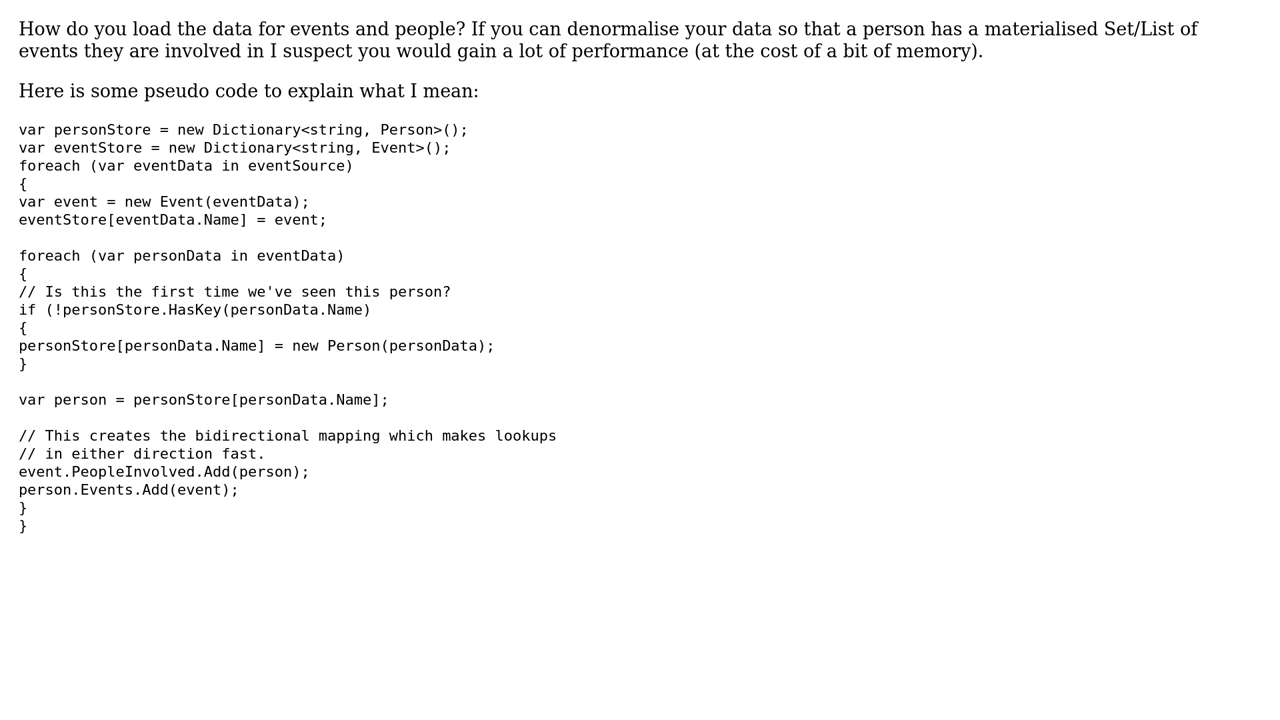 How do you load the data for events and people? If you can denormalise your data so that a person has a materialised Set/List of
events they are involved in I suspect you would gain a lot of performance (at the cost of a bit of memory).
Here is some pseudo code to explain what I mean:
var personStore = new Dictionary<string, Person>();
var eventStore = new Dictionary<string, Event>();
foreach (var eventData in eventSource)
{
var event = new Event(eventData);
eventStore[eventData.Name] = event;
foreach (var personData in eventData)
{
// Is this the first time we've seen this person?
if (!personStore.HasKey(personData.Name)
{
personStore[personData.Name] = new Person(personData);
}
var person = personStore[personData.Name];
// This creates the bidirectional mapping which makes lookups
// in either direction fast.
event.PeopleInvolved.Add(person);
person.Events.Add(event);
}
}